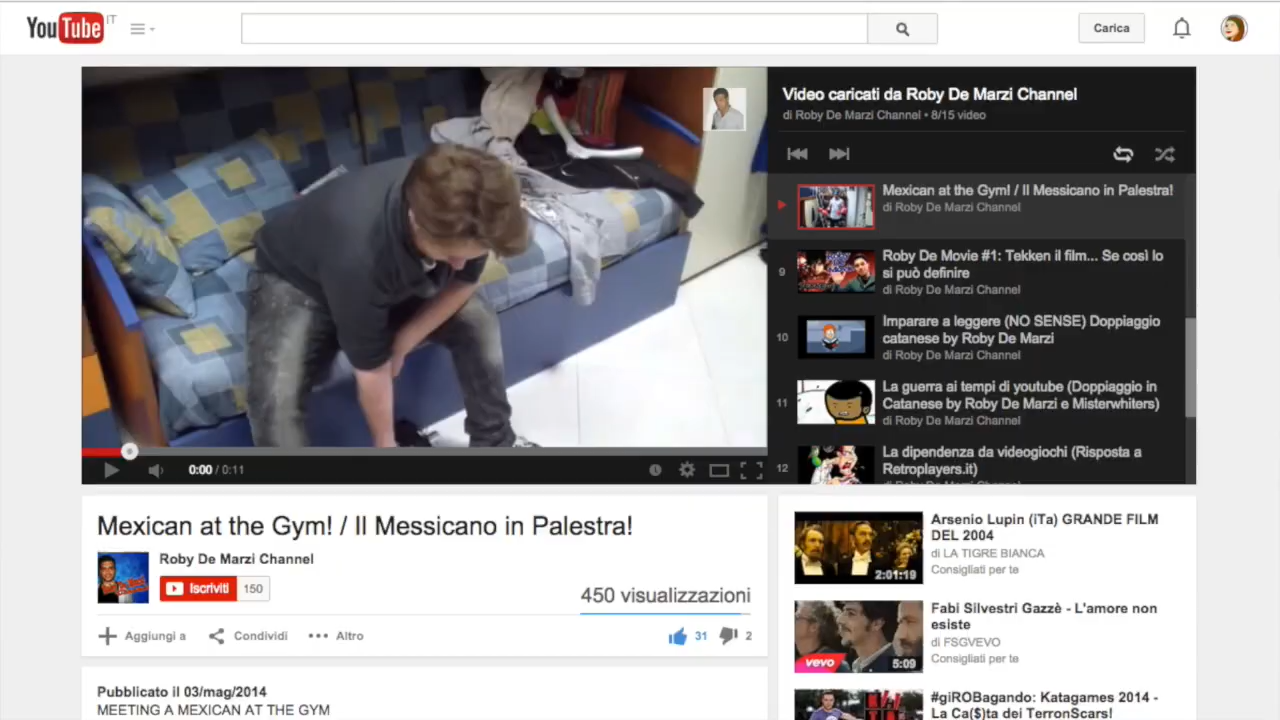 YouTube IT
Carica
Video caricati da Roby De Marzi Channel
di Roby De Marzi Channel • 8/15 video
Mexican at the Gym! / Il Messicano in Palestra!
di Roby De Marzi Channel
9
Roby De Movie #1: Tekken il film... Se così lo
si può definire
di Roby De Marzi Channel
10
Imparare a leggere (NO SENSE) Doppiaggio
catanese by Roby De Marzi
di Roby De Marzi Channel
11
La guerra ai tempi di youtube (Doppiaggio in
Catanese by Roby De Marzi e Misterwhiters)
di Roby De Marzi Channel
12
La dipendenza da videogiochi (Risposta a
Retroplayers.it)
di Roby De Marzi Channel
0:00 / 0:11
Mexican at the Gym! / Il Messicano in Palestra!
Roby De Marzi Channel
Iscriviti 150
450 visualizzazioni
Aggiungi a Condividi Altro 31 2
Pubblicato il 03/mag/2014
MEETING A MEXICAN AT THE GYM
Arsenio Lupin (iTa) GRANDE FILM
DEL 2004
di LA TIGRE BIANCA
Consigliati per te
2:01:19
Fabi Silvestri Gazzè - L'amore non
esiste
di FSGVEVO
Consigliati per te
vevo 5:09
#giROBagando: Katagames 2014 -
La Ca($)ta dei TerronScars!